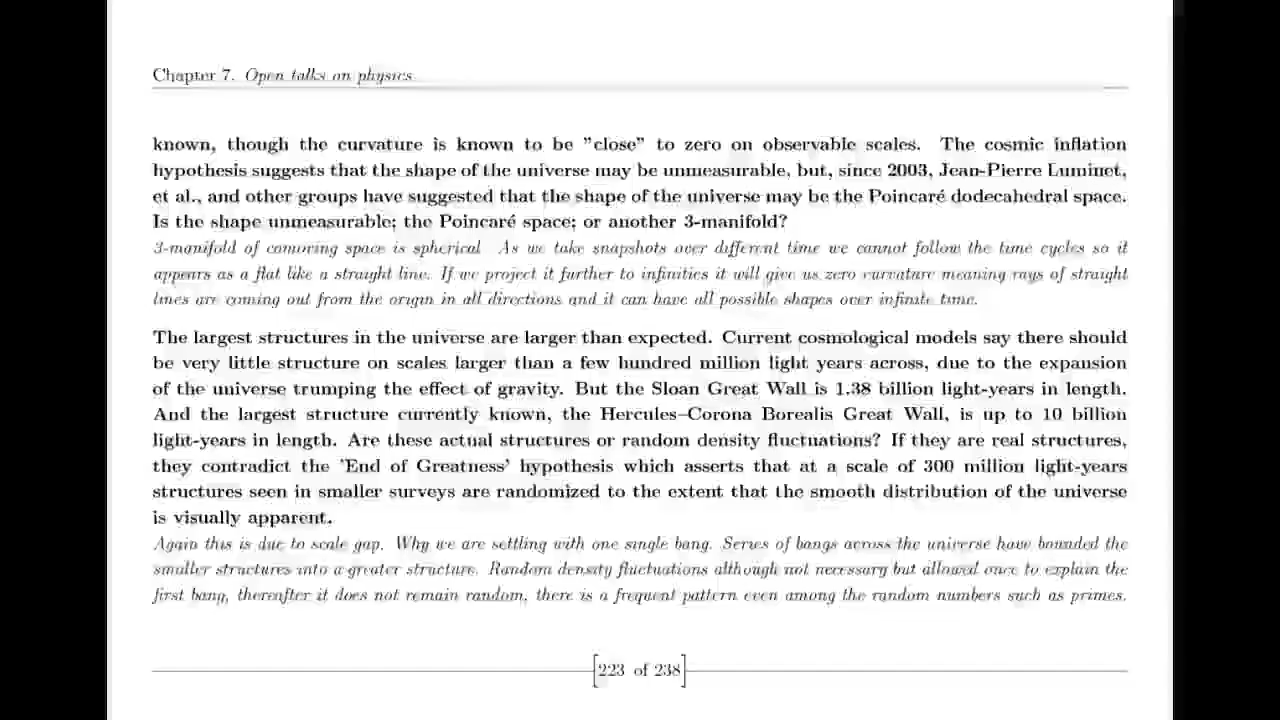 Chapter 7. Open talks on physics
known, though the curvature is known to be ”close” to zero on observable scales. The cosmic inflation
hypothesis suggests that the shape of the universe may be unmeasurable, but, since 2003, Jean-Pierre Luminet,
et al., and other groups have suggested that the shape of the universe may be the Poincaré dodecahedral space.
Is the shape unmeasurable; the Poincaré space; or another 3-manifold?
3-manifold of comoring space is spherical. As we take snapshots over different time we cannot follow the time cycles so it
appears as a flat like a straight line. If we project it further to infinities it will give us zero curvature meaning rays of straight
lines are coming out from the origin in all directions and it can have all possible shapes over infinite time.
The largest structures in the universe are larger than expected. Current cosmological models say there should
be very little structure on scales larger than a few hundred million light years across, due to the expansion
of the universe trumping the effect of gravity. But the Sloan Great Wall is 1.38 billion light-years in length.
And the largest structure currently known, the Hercules–Corona Borealis Great Wall, is up to 10 billion
light-years in length. Are these actual structures or random density fluctuations? If they are real structures,
they contradict the ’End of Greatness’ hypothesis which asserts that at a scale of 300 million light-years
structures seen in smaller surveys are randomized to the extent that the smooth distribution of the universe
is visually apparent.
Again this is due to scale gap. Why we are settling with one single bang. Series of bangs across the universe have bounded the
smaller structures into a greater structure. Random density fluctuations although not necessary but allowed once to explain the
first bang, thereafter it does not remain random, there is a frequent pattern even among the random numbers such as primes.
223 of 238